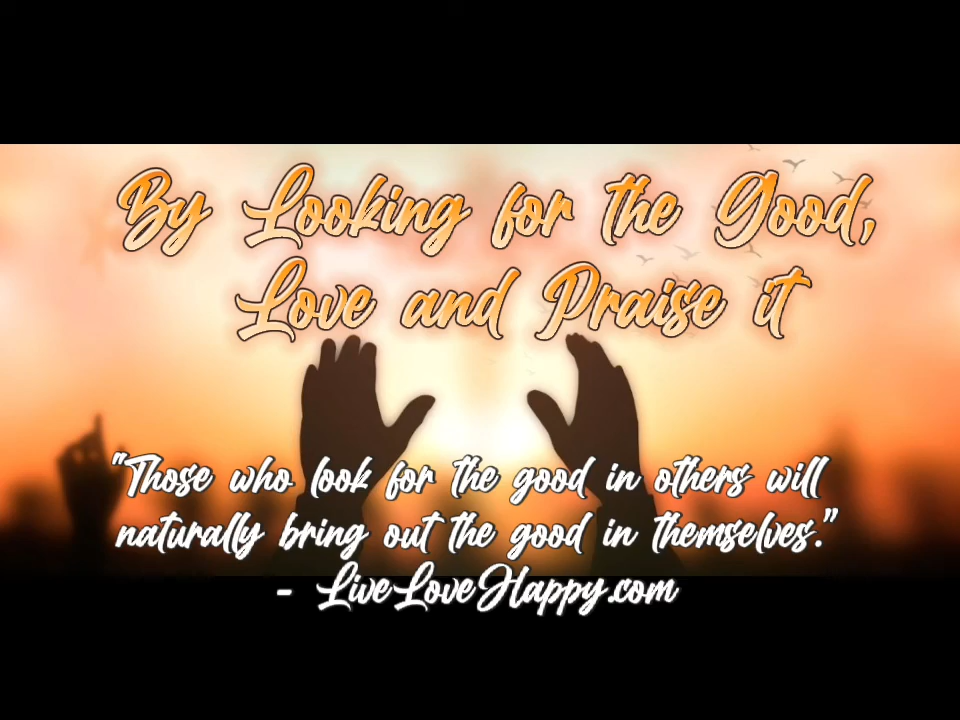 By Looking for the Good,
Love and Praise it
"Those who look for the good in others will
naturally bring out the good in themselves."
- LiveLoveHappy.com